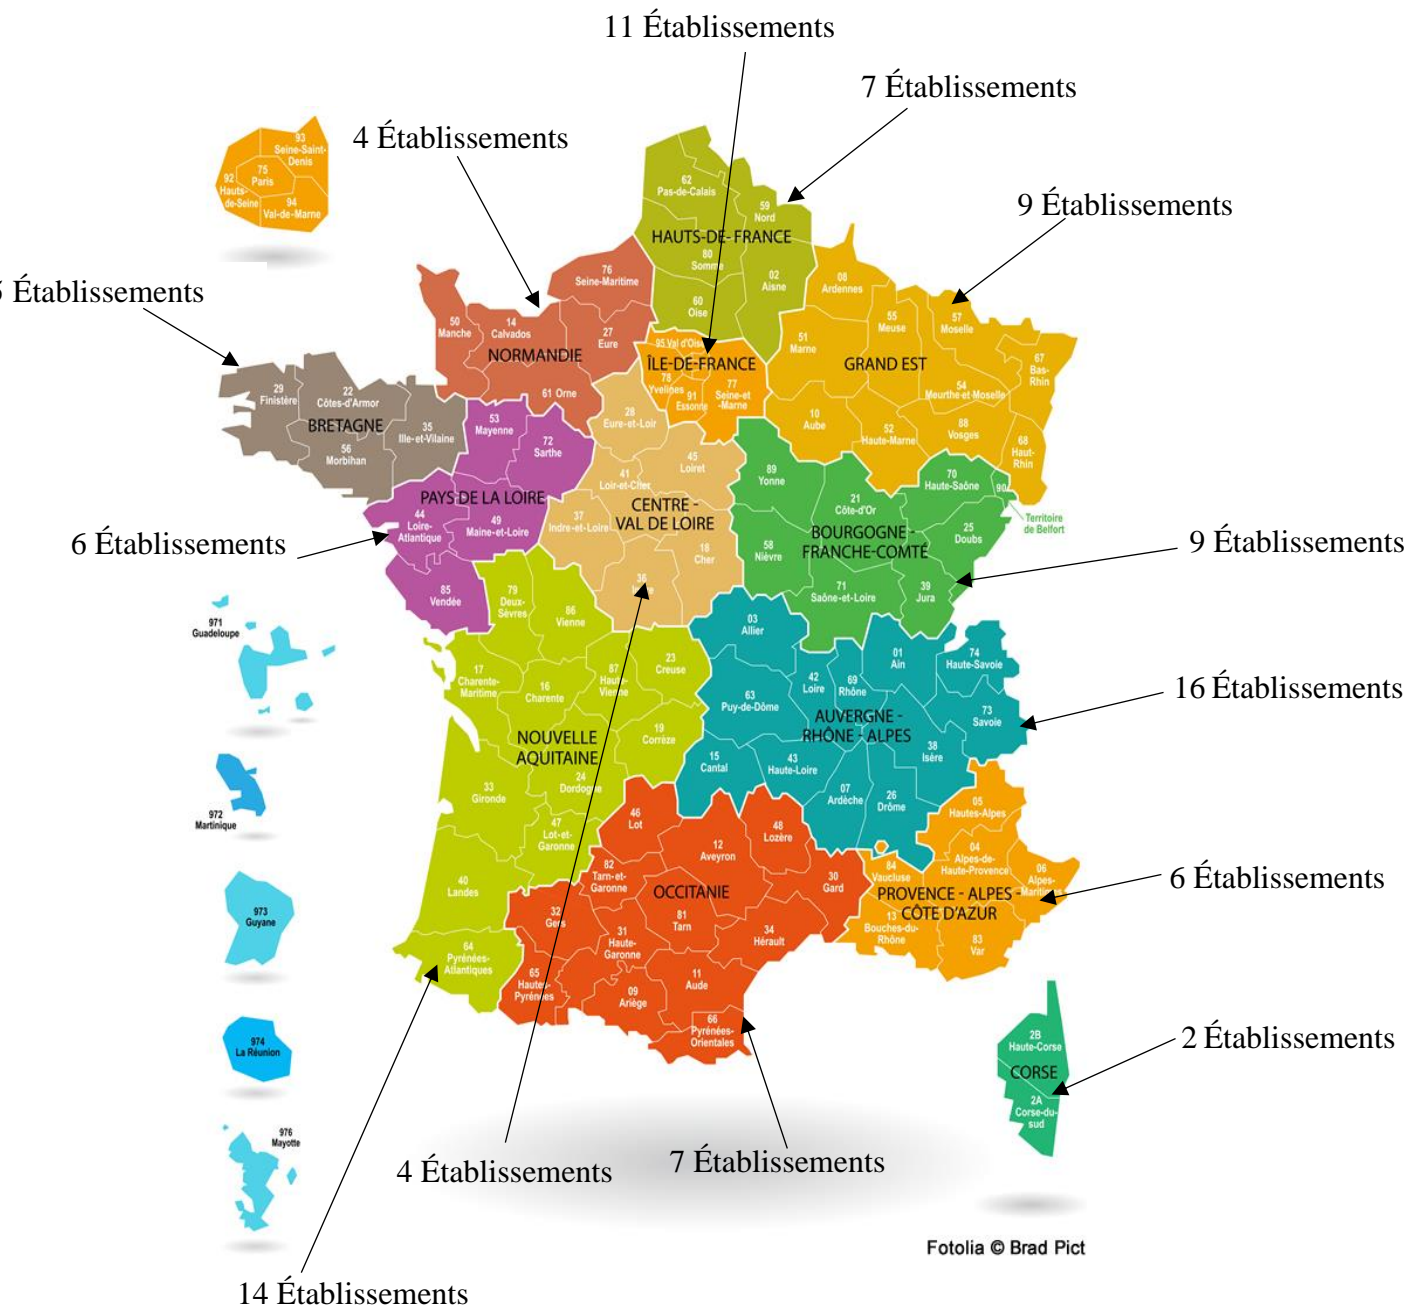 11 Établissements
7 Établissements
4 Établissements
9 Établissements
Établissements
6 Établissements
9 Établissements
16 Établissements
6 Établissements
2 Établissements
4 Établissements
7 Établissements
14 Établissements
93
Seine-Saint-
Denis
75
Paris
92
Hauts-
de-Seine
94
Val-de-Marne
62
Pas-de-Calais
59
Nord
HAUTS-DE-FRANCE
80
Somme
02
Aisne
60
Oise
76
Seine-Maritime
50
Manche
14
Calvados
27
Eure
NORMANDIE
61 Orne
95 Val d'Oise
ÎLE-DE-FRANCE
78
Yvelines
91
Essonne
77
Seine-et
-Marne
08
Ardennes
55
Meuse
57
Moselle
51
Marne
67
Bas-
Rhin
GRAND EST
54
Meurthe-et-Moselle
10
Aube
52
Haute-Marne
88
Vosges
68
Haut-
Rhin
29
Finistère
22
Côtes-d'Armor
BRETAGNE
35
Ille-et-Vilaine
56
Morbihan
53
Mayenne
72
Sarthe
PAYS DE LA LOIRE
44
Loire-
Atlantique
49
Maine-et-Loire
85
Vendée
28
Eure-et-Loir
45
Loiret
41
Loir-et-Cher
CENTRE -
VAL DE LOIRE
37
Indre-et-Loire
18
Cher
36
89
Yonne
21
Côte-d'Or
70
Haute-Saône
90
Territoire
de Belfort
25
Doubs
BOURGOGNE -
FRANCHE-COMTÉ
58
Nièvre
71
Saône-et-Loire
39
Jura
79
Deux-
Sèvres
86
Vienne
17
Charente-
Maritime
16
Charente
87
Haute-
Vienne
23
Creuse
19
Corrèze
NOUVELLE
AQUITAINE
24
Dordogne
33
Gironde
47
Lot-et-
Garonne
40
Landes
64
Pyrénées-
Atlantiques
03
Allier
01
Ain
74
Haute-Savoie
42
Loire
69
Rhône
63
Puy-de-Dôme
73
Savoie
AUVERGNE -
RHÔNE - ALPES
38
Isère
15
Cantal
43
Haute-Loire
07
Ardèche
26
Drôme
46
Lot
48
Lozère
12
Aveyron
82
Tarn-et-
Garonne
30
Gard
OCCITANIE
32
Gers
81
Tarn
31
Haute-
Garonne
34
Hérault
65
Hautes-
Pyrénées
09
Ariège
11
Aude
66
Pyrénées-
Orientales
05
Hautes-Alpes
04
Alpes-de-
Haute-Provence
06
Alpes-
Maritimes
84
Vaucluse
PROVENCE - ALPES -
CÔTE D'AZUR
13
Bouches-du-
Rhône
83
Var
2B
Haute-Corse
CORSE
2A
Corse-du-
sud
971
Guadeloupe
972
Martinique
973
Guyane
974
La Réunion
976
Mayotte
Fotolia © Brad Pict